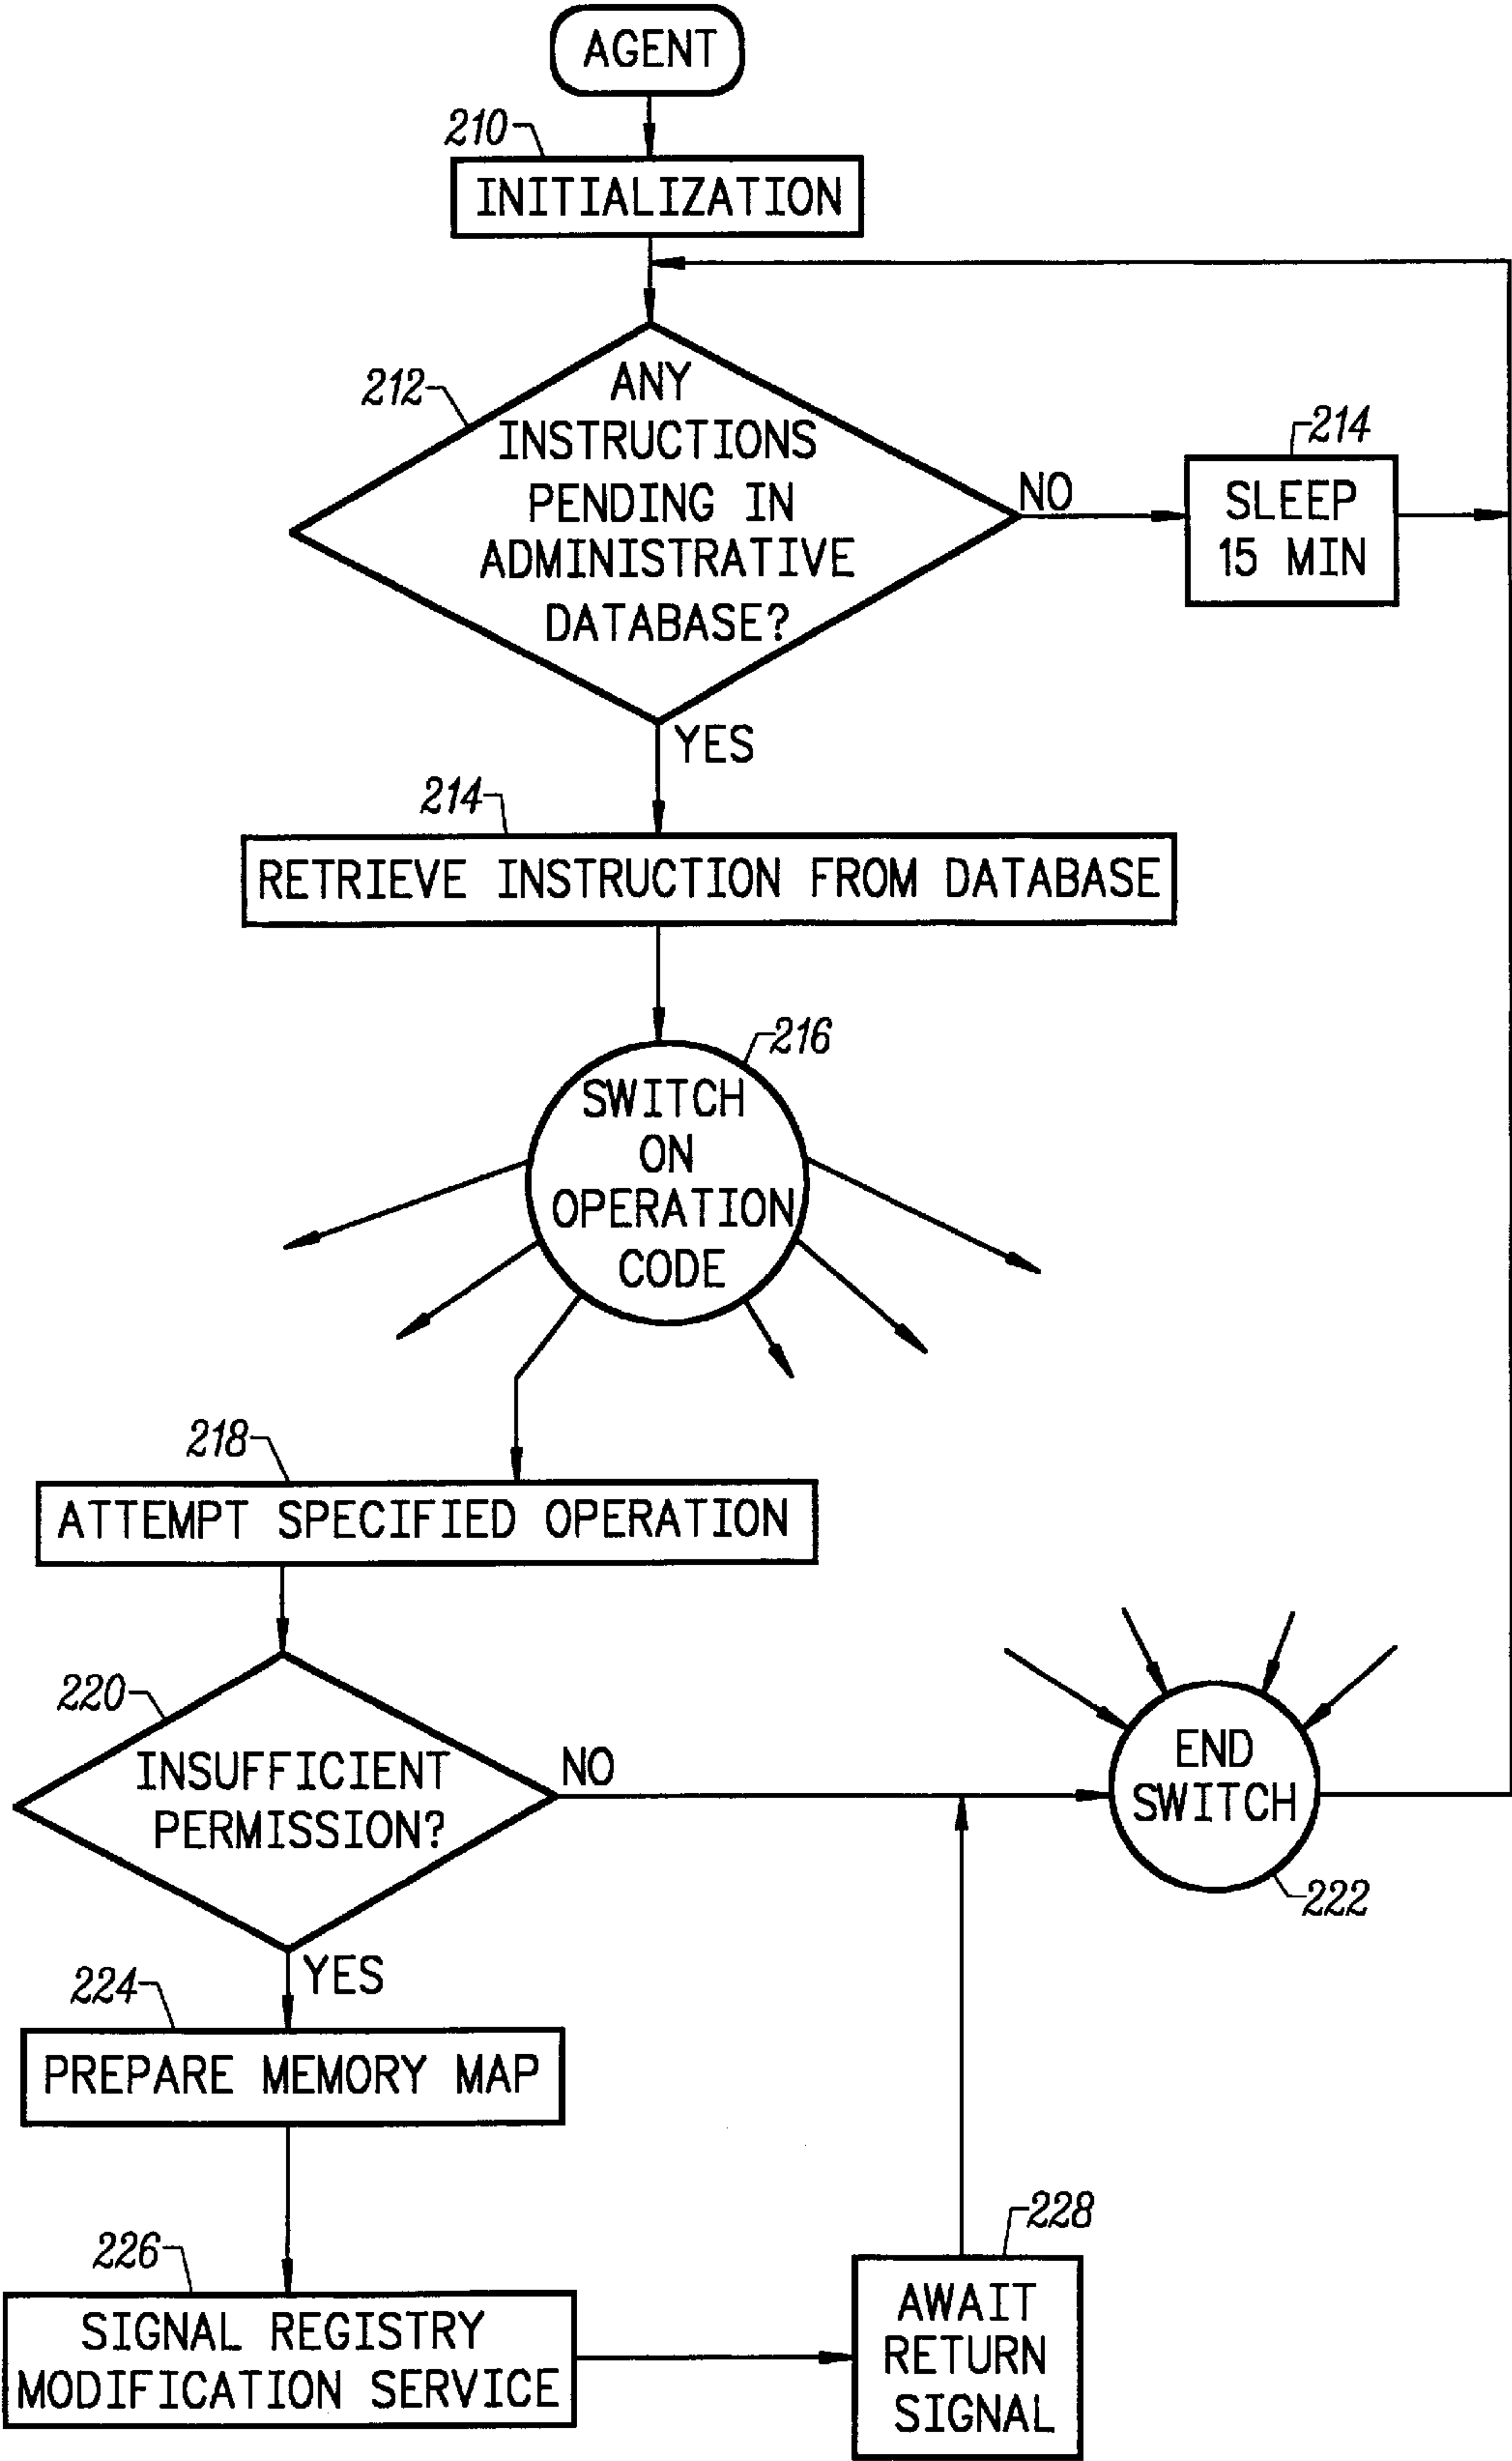 AGENT
210
INITIALIZATION
212
ANY
INSTRUCTIONS
PENDING IN
ADMINISTRATIVE
DATABASE?
NO
214
SLEEP
15 MIN
YES
214
RETRIEVE INSTRUCTION FROM DATABASE
216
SWITCH
ON
OPERATION
CODE
218
ATTEMPT SPECIFIED OPERATION
220
INSUFFICIENT
PERMISSION?
NO
END
SWITCH
222
YES
224
PREPARE MEMORY MAP
226
SIGNAL REGISTRY
MODIFICATION SERVICE
228
AWAIT
RETURN
SIGNAL